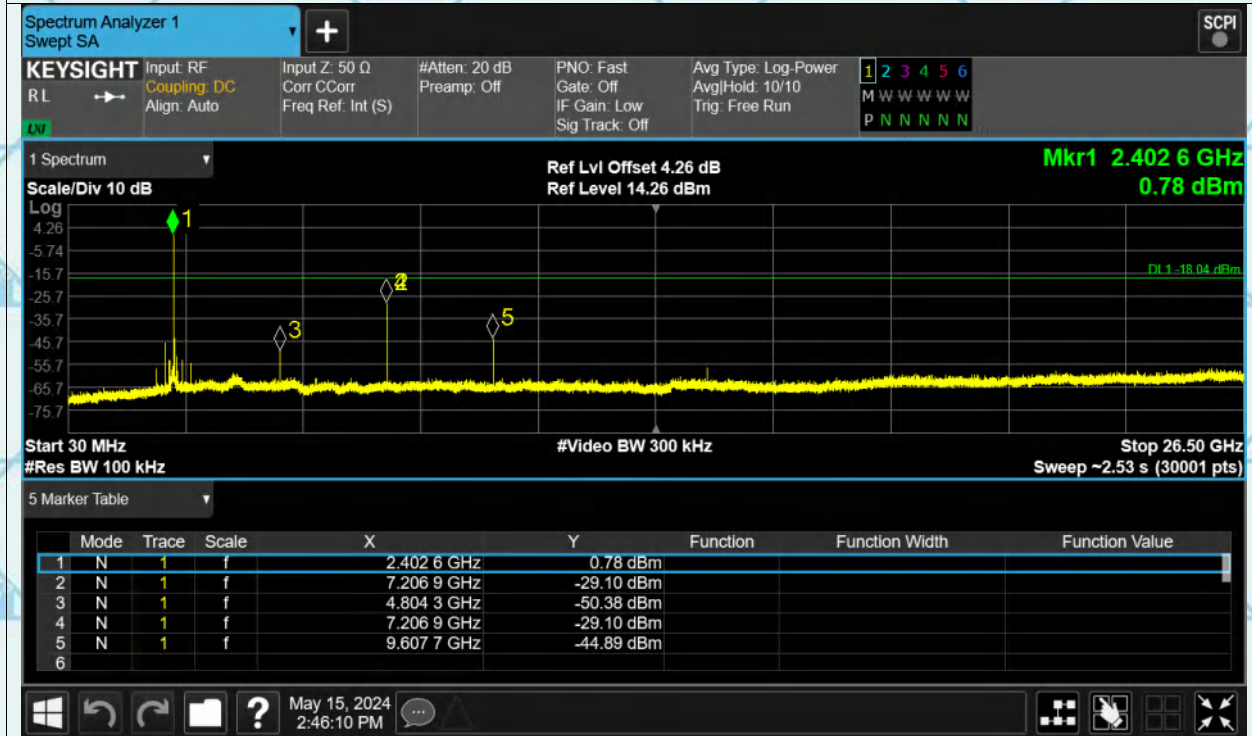 Spectrum Analyzer 1
Swept SA
+
SCPI
KEYSIGHT Input: RF Input Z: 50 Ω #Atten: 20 dB PNO: Fast Avg Type: Log-Power 1 2 3 4 5 6
RL Coupling: DC Corr CCorr Preamp: Off Gate: Off Avg|Hold: 10/10 M W W W W W
Align: Auto Freq Ref: Int (S) IF Gain: Low Trig: Free Run
LXI Sig Track: Off P N N N N N
1 Spectrum Ref Lvl Offset 4.26 dB Mkr1 2.402 6 GHz
Scale/Div 10 dB Ref Level 14.26 dBm 0.78 dBm
Log
1
4.26
-5.74
-15.7 DL1 -18.04 dBm
-25.7
-35.7 3 5
-45.7
-55.7
-65.7
-75.7
Start 30 MHz #Video BW 300 kHz Stop 26.50 GHz
#Res BW 100 kHz Sweep ~2.53 s (30001 pts)
5 Marker Table
Mode Trace Scale X Y Function Function Width Function Value
1 N 1 f 2.402 6 GHz 0.78 dBm
2 N 1 f 7.206 9 GHz -29.10 dBm
3 N 1 f 4.804 3 GHz -50.38 dBm
4 N 1 f 7.206 9 GHz -29.10 dBm
5 N 1 f 9.607 7 GHz -44.89 dBm
6
? May 15, 2024
2:46:10 PM